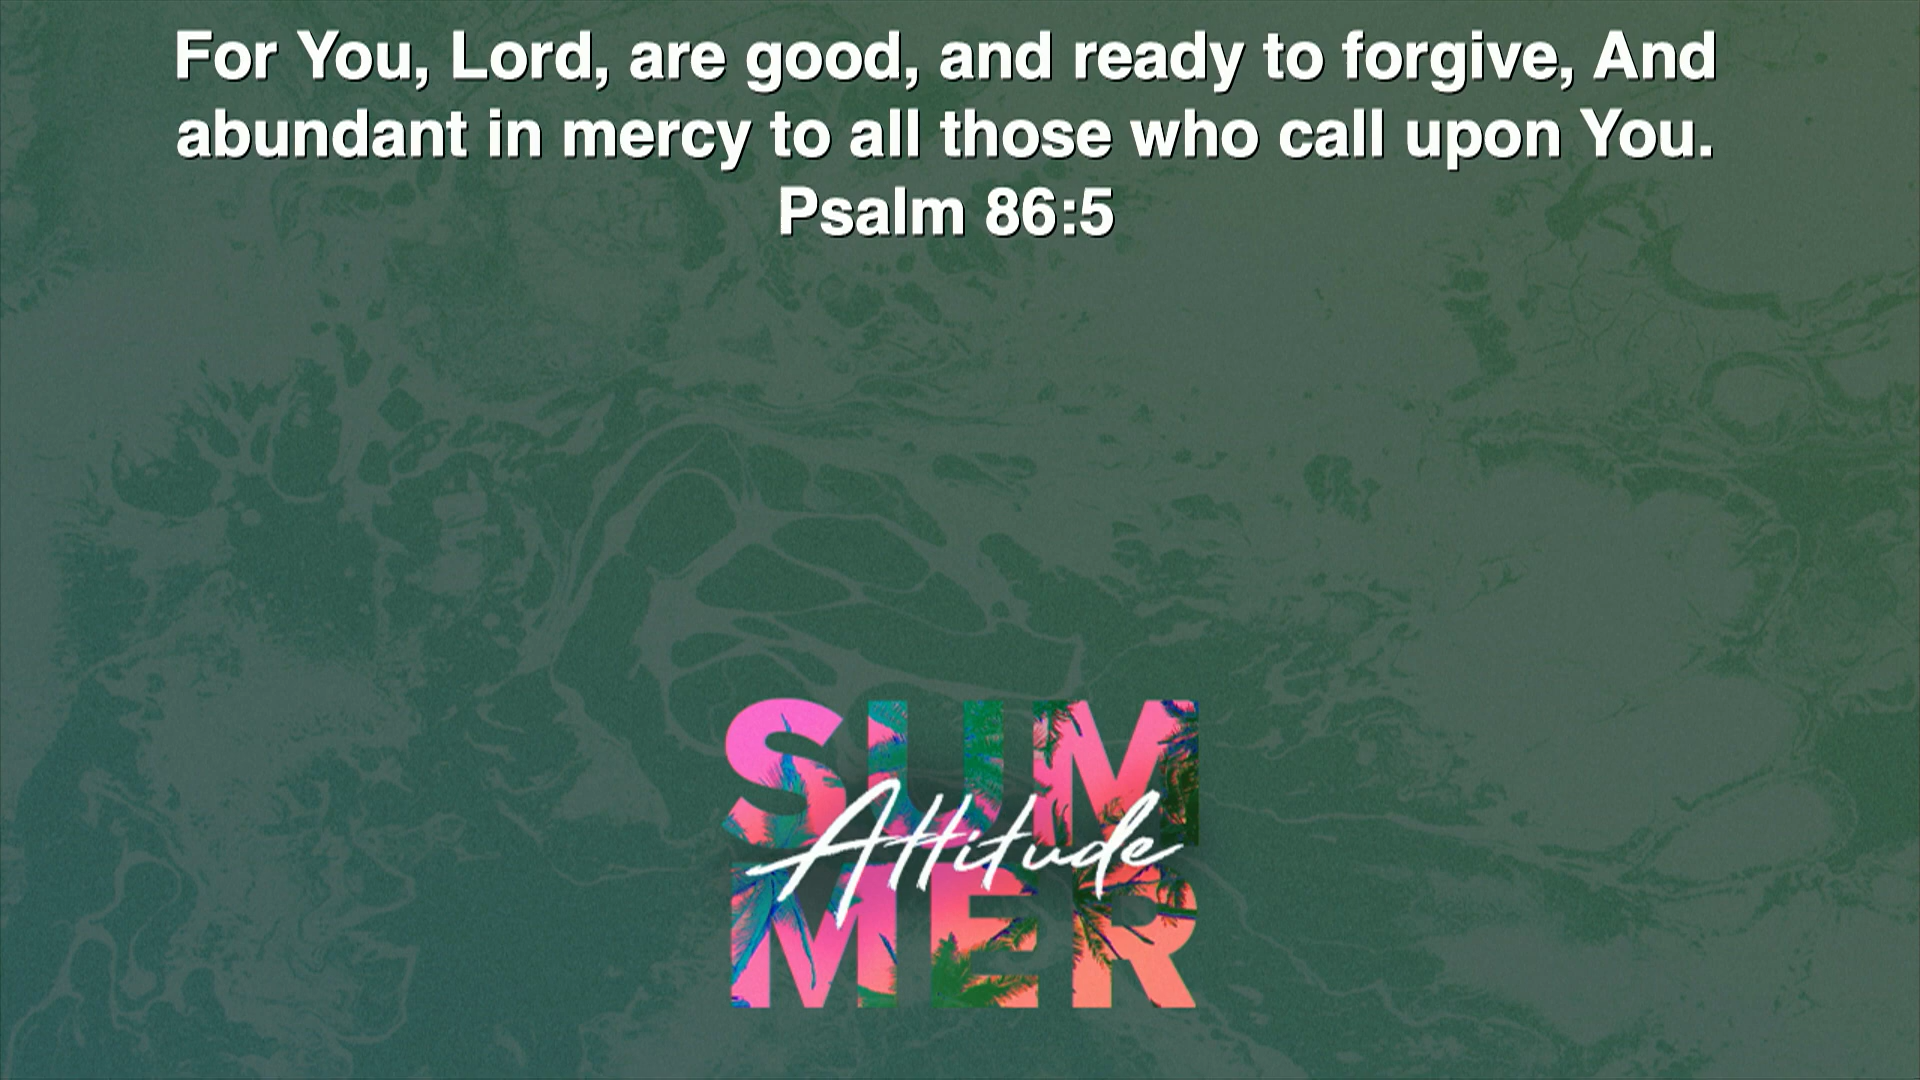 For You, Lord, are good, and ready to forgive, And
abundant in mercy to all those who call upon You.
Psalm 86:5
SUM
Attitude
MER